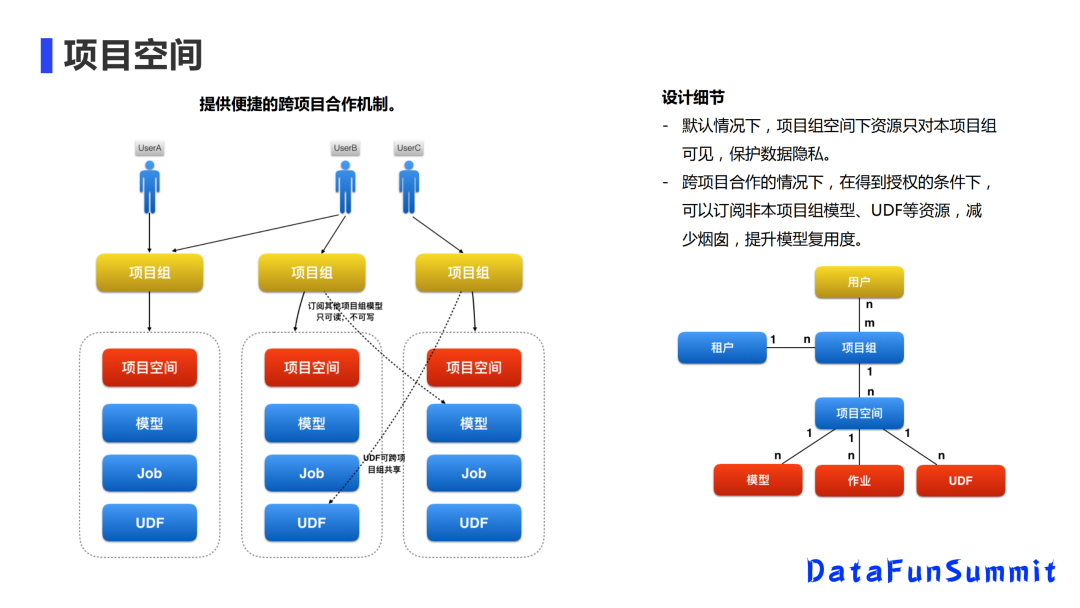 项目空间
提供便捷的跨项目合作机制。
UserA
UserB
UserC
项目组
项目组
项目组
订阅其他项目组模型
只可读、不可写
项目空间
项目空间
项目空间
模型
模型
模型
UDF可跨项
目组共享
Job
Job
Job
UDF
UDF
UDF
设计细节
- 默认情况下，项目组空间下资源只对本项目组
可见，保护数据隐私。
- 跨项目合作的情况下，在得到授权的条件下，
可以订阅非本项目组模型、UDF等资源，减
少烟囱，提升模型复用度。
用户
n
m
租户
1
n
项目组
1
n
项目空间
1
1
1
n
n
n
模型
作业
UDF
DataFunSummit